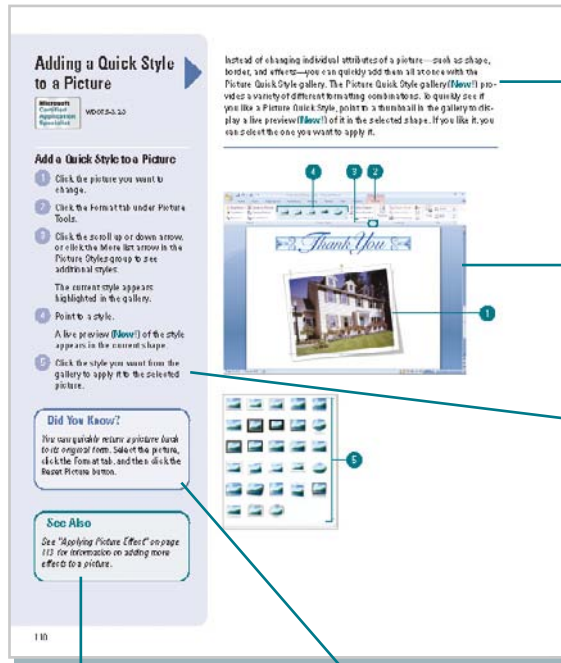 Adding a Quick Style
to a Picture
Microsoft
Certified
Application
Specialist
Instead of changing individual attributes of a picture—such as shape,
border, and effects—you can quickly add them all at once with the
Picture Quick Style gallery. The Picture Quick Style gallery (New!) pro-
vides a variety of different formatting combinations. To quickly see if
you like a Picture Quick Style, point to a thumbnail in the gallery to dis-
play a live preview (New!) of it in the selected shape. If you like it, you
can select the one you want to apply it.
Add a Quick Style to a Picture
1 Click the picture you want to
change.
2 Click the Format tab under Picture
Tools.
3 Click the scroll up or down arrow,
or click the More list arrow in the
Picture Styles group to see
additional styles.
The current style appears
highlighted in the gallery.
4 Point to a style.
A live preview (New!) of the style
appears in the current shape.
5 Click the style you want from the
gallery to apply it to the selected
picture.
Did You Know?
You can quickly return a picture back
to its original form. Select the picture,
click the Format tab, and then click the
Reset Picture button.
See Also
See "Applying Picture Effect" on page
113 for information on adding more
effects to a picture.
110
4 3 2
Thank You
1
5